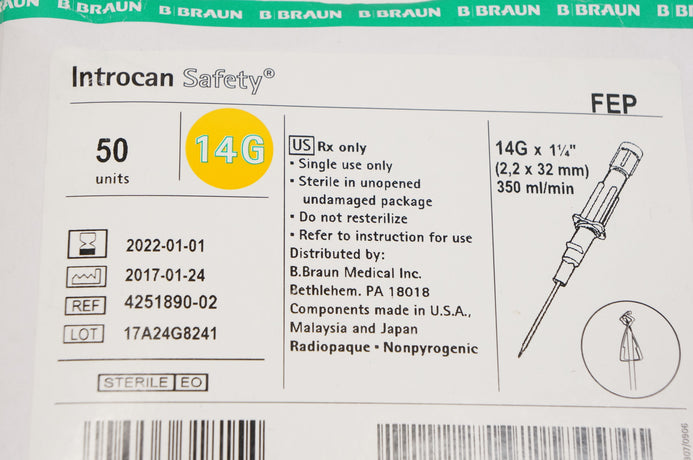 BRAUN B BRAUN B BRAUN B BRAUN B BRAUN B BRAUN B B
Introcan Safety®
FEP
50
units
14G
US Rx only
• Single use only
• Sterile in unopened
undamaged package
• Do not resterilize
• Refer to instruction for use
Distributed by:
B.Braun Medical Inc.
Bethlehem. PA 18018
Components made in U.S.A.,
Malaysia and Japan
Radiopaque • Nonpyrogenic
14G x 1¼"
(2,2 x 32 mm)
350 ml/min
2022-01-01
2017-01-24
REF 4251890-02
LOT 17A24G8241
STERILE EO